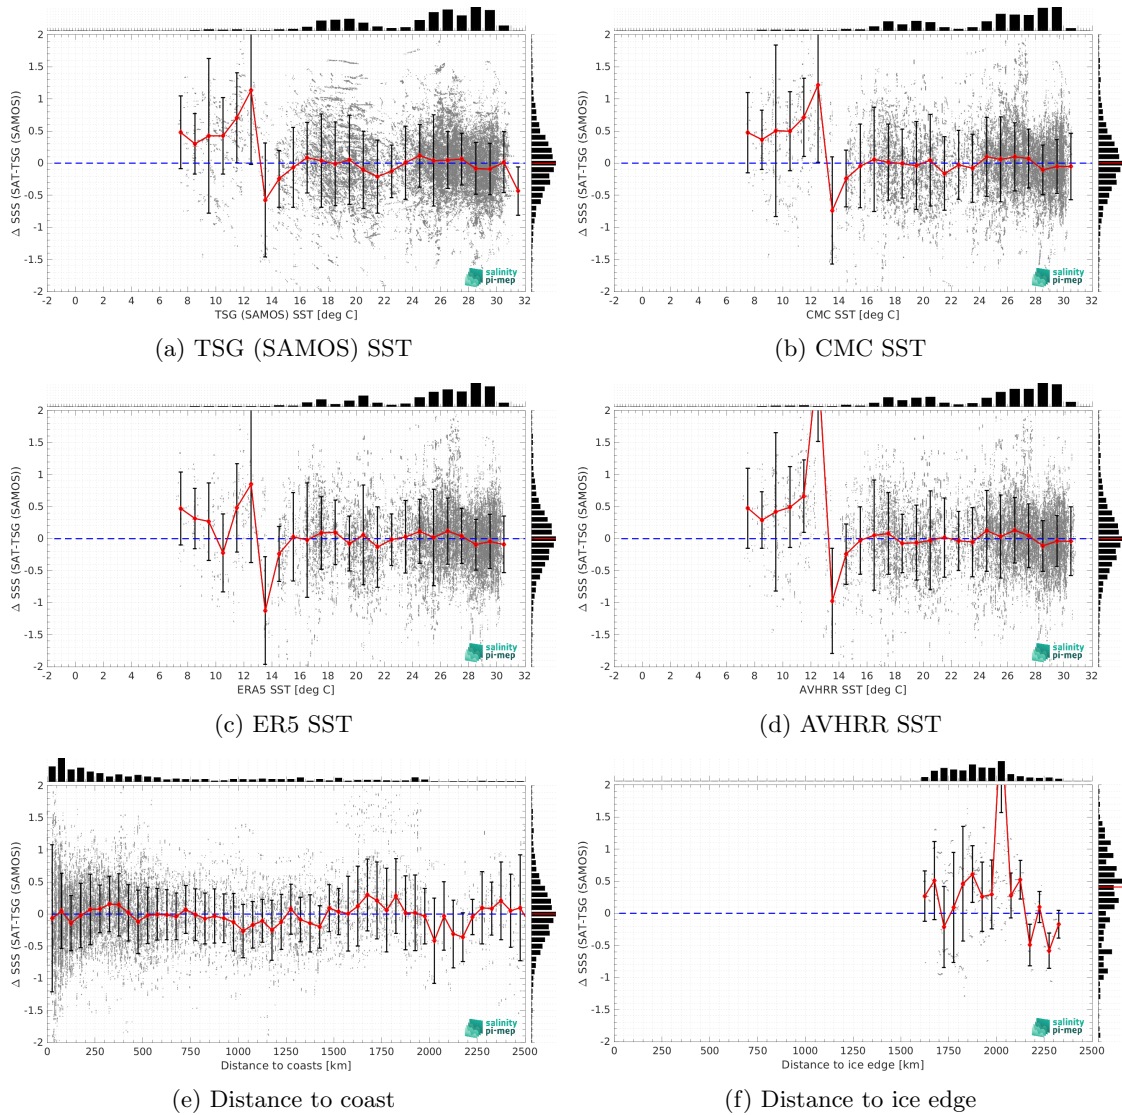 2
1.5
1
0.5
0
-0.5
-1
-1.5
-2
Δ SSS (SAT-TSG (SAMOS))
salinity
pi-mep
-2 0 2 4 6 8 10 12 14 16 18 20 22 24 26 28 30 32
TSG (SAMOS) SST [deg C]
(a) TSG (SAMOS) SST
2
1.5
1
0.5
0
-0.5
-1
-1.5
-2
Δ SSS (SAT-TSG (SAMOS))
salinity
pi-mep
-2 0 2 4 6 8 10 12 14 16 18 20 22 24 26 28 30 32
CMC SST [deg C]
(b) CMC SST
2
1.5
1
0.5
0
-0.5
-1
-1.5
-2
Δ SSS (SAT-TSG (SAMOS))
salinity
pi-mep
-2 0 2 4 6 8 10 12 14 16 18 20 22 24 26 28 30 32
ERA5 SST [deg C]
(c) ER5 SST
2
1.5
1
0.5
0
-0.5
-1
-1.5
-2
Δ SSS (SAT-TSG (SAMOS))
salinity
pi-mep
-2 0 2 4 6 8 10 12 14 16 18 20 22 24 26 28 30 32
AVHRR SST [deg C]
(d) AVHRR SST
2
1.5
1
0.5
0
-0.5
-1
-1.5
-2
Δ SSS (SAT-TSG (SAMOS))
salinity
pi-mep
0 250 500 750 1000 1250 1500 1750 2000 2250 2500
Distance to coasts [km]
(e) Distance to coast
2
1.5
1
0.5
0
-0.5
-1
-1.5
-2
Δ SSS (SAT-TSG (SAMOS))
salinity
pi-mep
0 250 500 750 1000 1250 1500 1750 2000 2250 2500
Distance to ice edge [km]
(f) Distance to ice edge